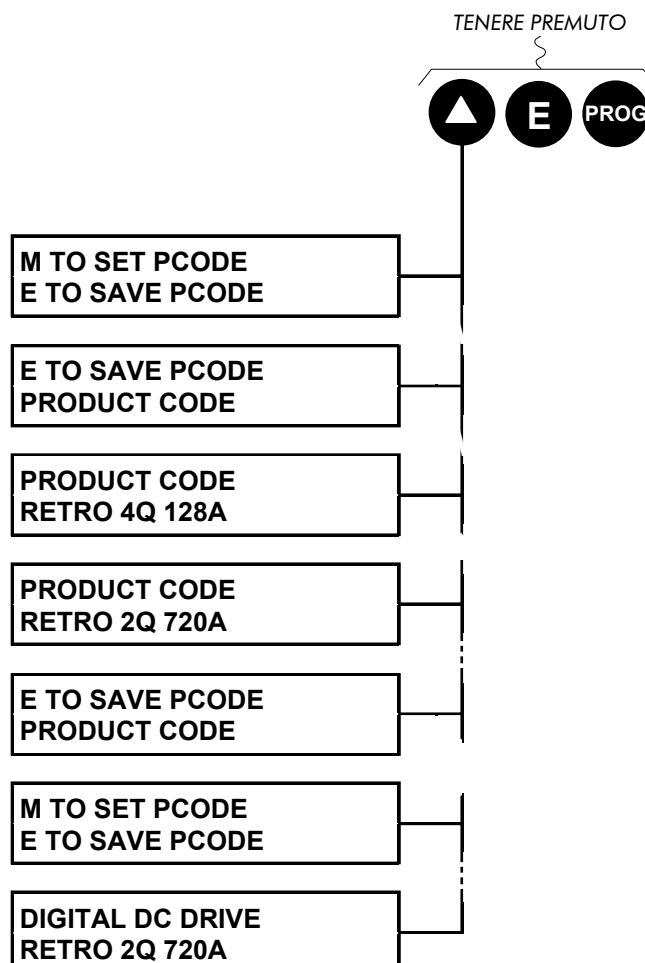 TENERE PREMUTO
E PROG
M TO SET PCODE
E TO SAVE PCODE
E TO SAVE PCODE
PRODUCT CODE
PRODUCT CODE
RETRO 4Q 128A
PRODUCT CODE
RETRO 2Q 720A
E TO SAVE PCODE
PRODUCT CODE
M TO SET PCODE
E TO SAVE PCODE
DIGITAL DC DRIVE
RETRO 2Q 720A